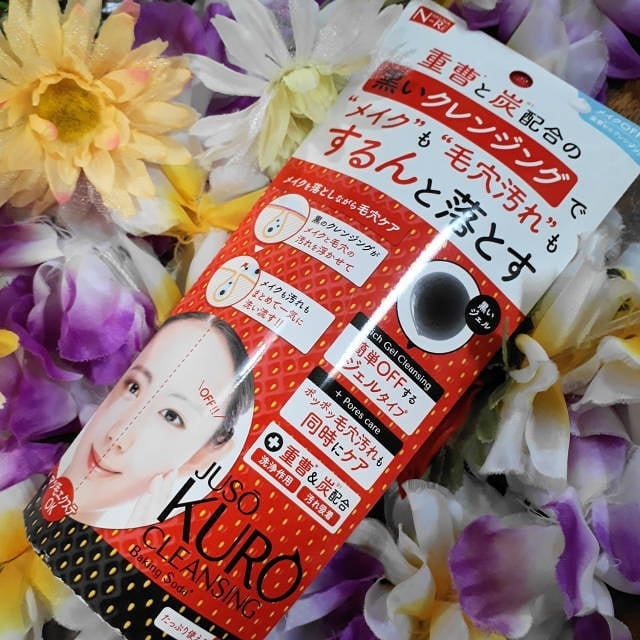 重曹と炭配合の
黒いクレンジングで
“メイク”も“毛穴汚れ”も
するんと落とす
メイクを落としながら毛穴ケア
黒のクレンジングが
メイクと毛穴の
汚れを浮かせて
メイクも汚れも
まとめて一気に
洗い流す!!
黒い
ジェル
Rich Gel Cleansing
簡単OFFする
ジェルタイプ
+ Pores care
ポツポツ毛穴汚れも
同時にケア
重曹&炭配合
洗浄作用
汚れ吸着
\OFF!!/
OK
JUSO
KURO
CLEANSING
Baking Soda